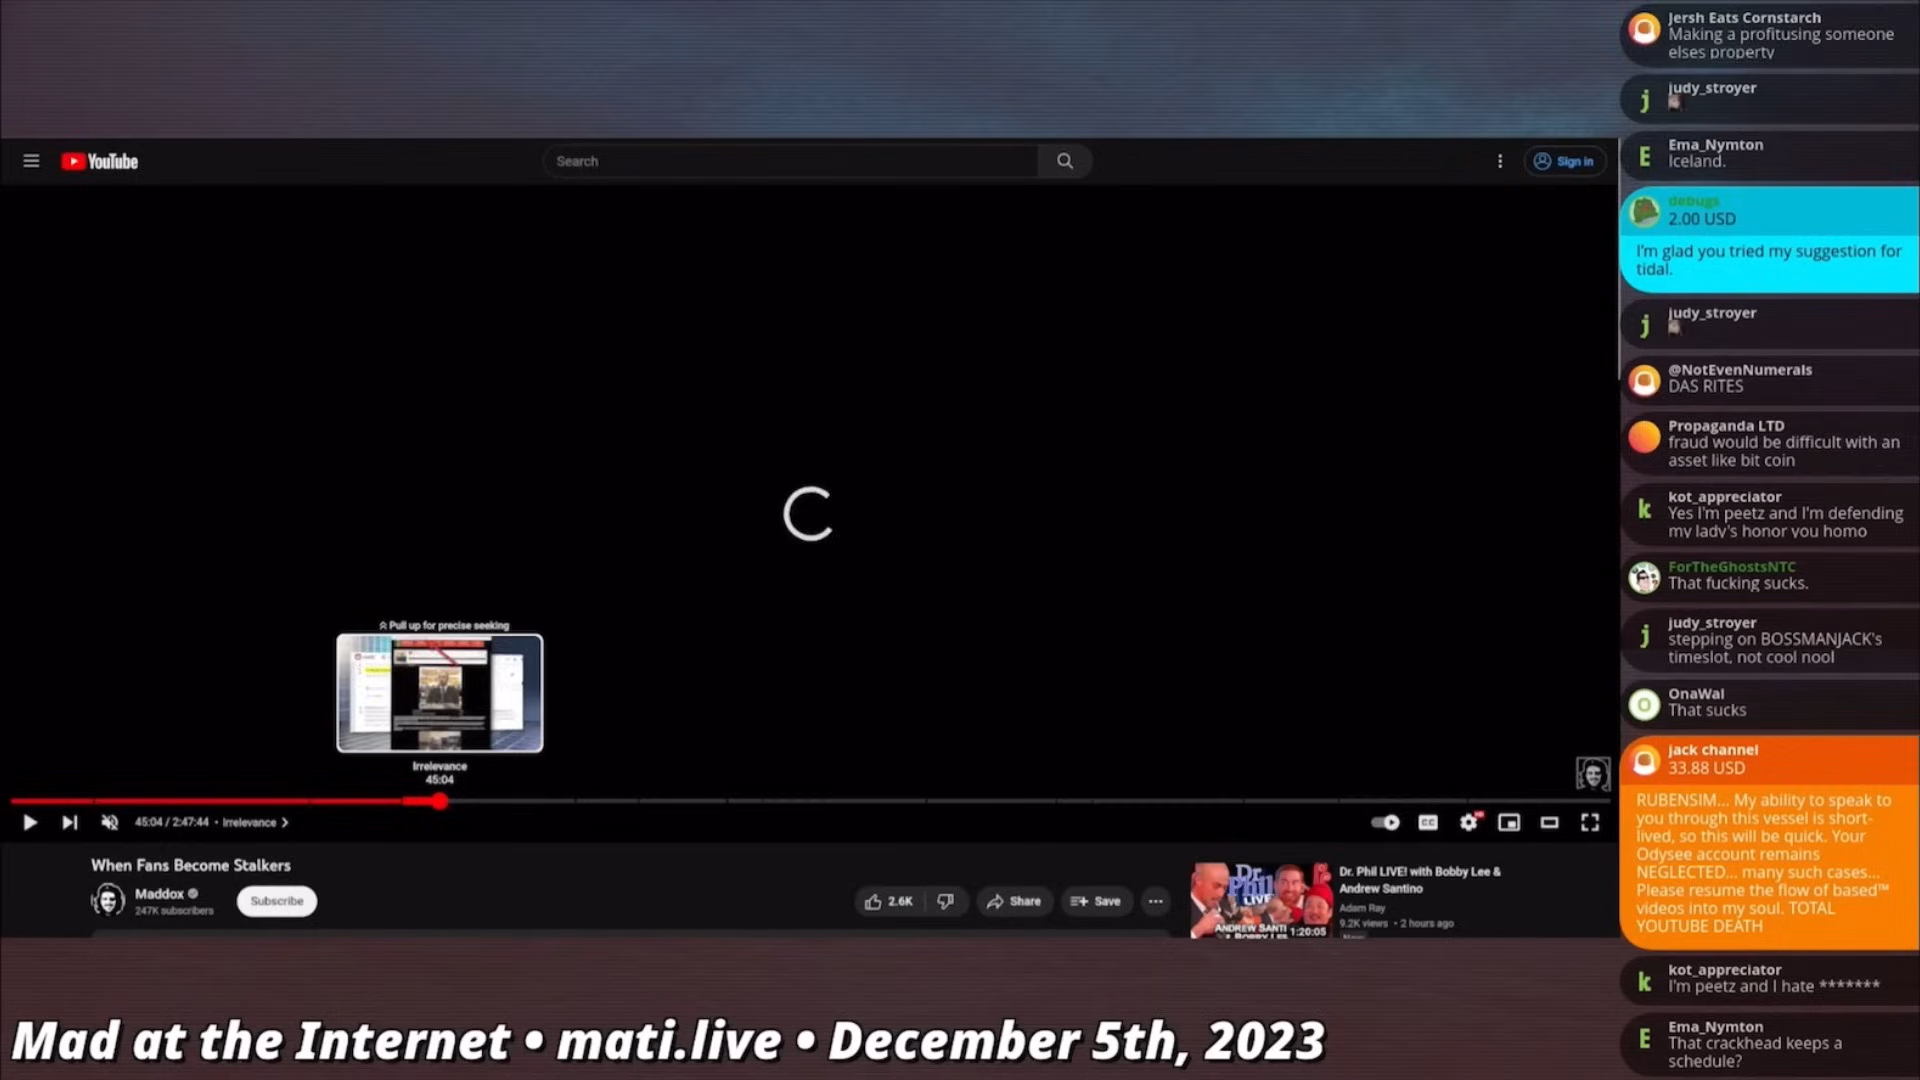 YouTube
Search
Sign in
Pull up for precise seeking
Irrelevance
45:04
45:04 / 2:47:44 • Irrelevance
CC
When Fans Become Stalkers
Maddox
247K subscribers
Subscribe
2.6K
Share
Save
Dr. Phil LIVE
ANDREW SANTI
1:20:05
Dr. Phil LIVE! with Bobby Lee &
Andrew Santino
Adam Ray
9.2K views • 2 hours ago
Mad at the Internet • mati.live • December 5th, 2023
Jersh Eats Cornstarch
Making a profitusing someone
elses property
judy_stroyer
Ema_Nymton
Iceland.
debugs
2.00 USD
I'm glad you tried my suggestion for
tidal.
judy_stroyer
@NotEvenNumerals
DAS RITES
Propaganda LTD
fraud would be difficult with an
asset like bit coin
kot_appreciator
Yes I'm peetz and I'm defending
my lady's honor you homo
ForTheGhostsNTC
That fucking sucks.
judy_stroyer
stepping on BOSSMANJACK's
timeslot, not cool nool
OnaWal
That sucks
jack channel
33.88 USD
RUBENSIM... My ability to speak to
you through this vessel is short-
lived, so this will be quick. Your
Odysee account remains
NEGLECTED... many such cases...
Please resume the flow of based™
videos into my soul. TOTAL
YOUTUBE DEATH
kot_appreciator
I'm peetz and I hate *******
Ema_Nymton
That crackhead keeps a
schedule?